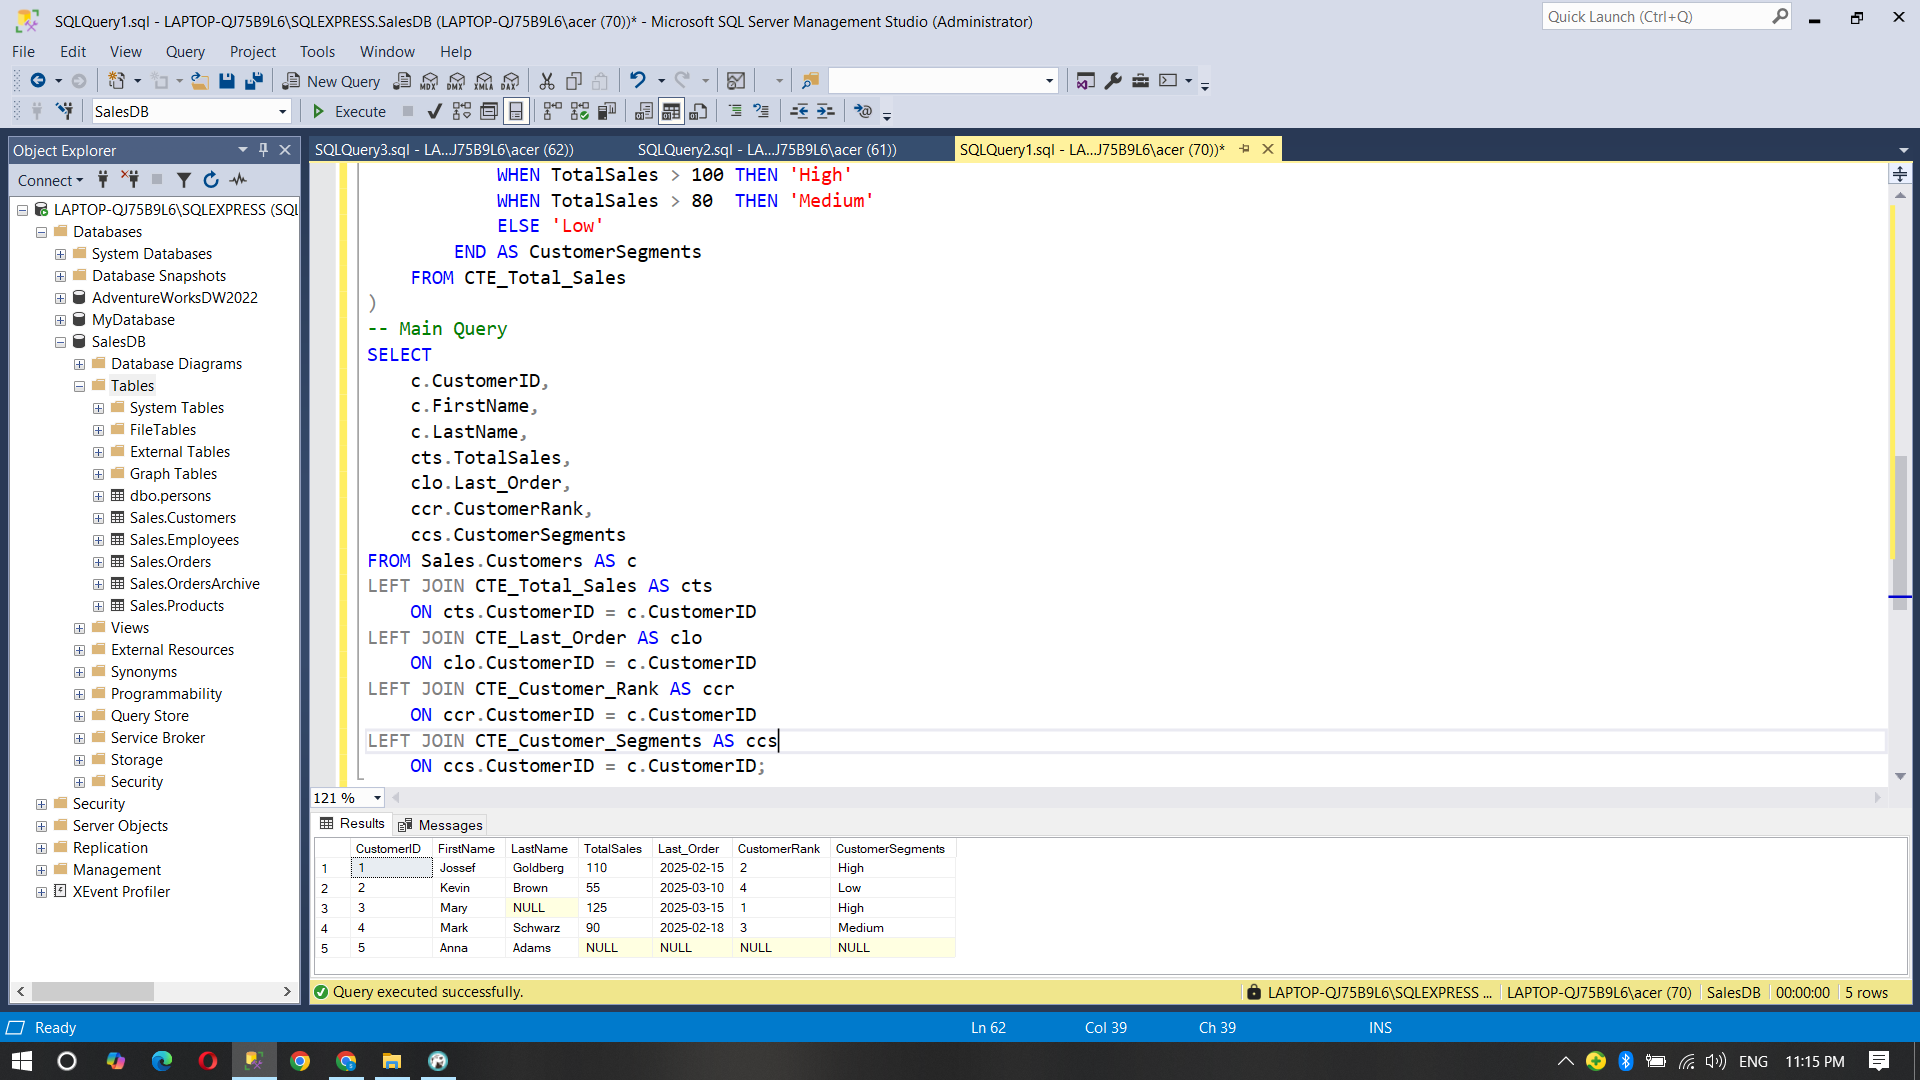 SQLQuery1.sql - LAPTOP-QJ75B9L6\SQLEXPRESS.SalesDB (LAPTOP-QJ75B9L6\acer (70))* - Microsoft SQL Server Management Studio (Administrator)
Quick Launch (Ctrl+Q)
File Edit View Query Project Tools Window Help
New Query
MDX DMX XMLA DAX
SalesDB
Execute
Object Explorer
SQLQuery3.sql - LA...J75B9L6\acer (62))
SQLQuery2.sql - LA...J75B9L6\acer (61))
SQLQuery1.sql - LA...J75B9L6\acer (70))*
Connect
LAPTOP-QJ75B9L6\SQLEXPRESS (SQL
Databases
System Databases
Database Snapshots
AdventureWorksDW2022
MyDatabase
SalesDB
Database Diagrams
Tables
System Tables
FileTables
External Tables
Graph Tables
dbo.persons
Sales.Customers
Sales.Employees
Sales.Orders
Sales.OrdersArchive
Sales.Products
Views
External Resources
Synonyms
Programmability
Query Store
Service Broker
Storage
Security
Security
Server Objects
Replication
Management
XEvent Profiler
WHEN TotalSales > 100 THEN 'High'
WHEN TotalSales > 80 THEN 'Medium'
ELSE 'Low'
END AS CustomerSegments
FROM CTE_Total_Sales
)
-- Main Query
SELECT
c.CustomerID,
c.FirstName,
c.LastName,
cts.TotalSales,
clo.Last_Order,
ccr.CustomerRank,
ccs.CustomerSegments
FROM Sales.Customers AS c
LEFT JOIN CTE_Total_Sales AS cts
ON cts.CustomerID = c.CustomerID
LEFT JOIN CTE_Last_Order AS clo
ON clo.CustomerID = c.CustomerID
LEFT JOIN CTE_Customer_Rank AS ccr
ON ccr.CustomerID = c.CustomerID
LEFT JOIN CTE_Customer_Segments AS ccs
ON ccs.CustomerID = c.CustomerID;
121 %
Results Messages
CustomerID FirstName LastName TotalSales Last_Order CustomerRank CustomerSegments
1 1 Jossef Goldberg 110 2025-02-15 2 High
2 2 Kevin Brown 55 2025-03-10 4 Low
3 3 Mary NULL 125 2025-03-15 1 High
4 4 Mark Schwarz 90 2025-02-18 3 Medium
5 5 Anna Adams NULL NULL NULL NULL
Query executed successfully.
LAPTOP-QJ75B9L6\SQLEXPRESS ... LAPTOP-QJ75B9L6\acer (70) SalesDB 00:00:00 5 rows
Ready Ln 62 Col 39 Ch 39 INS
ENG 11:15 PM